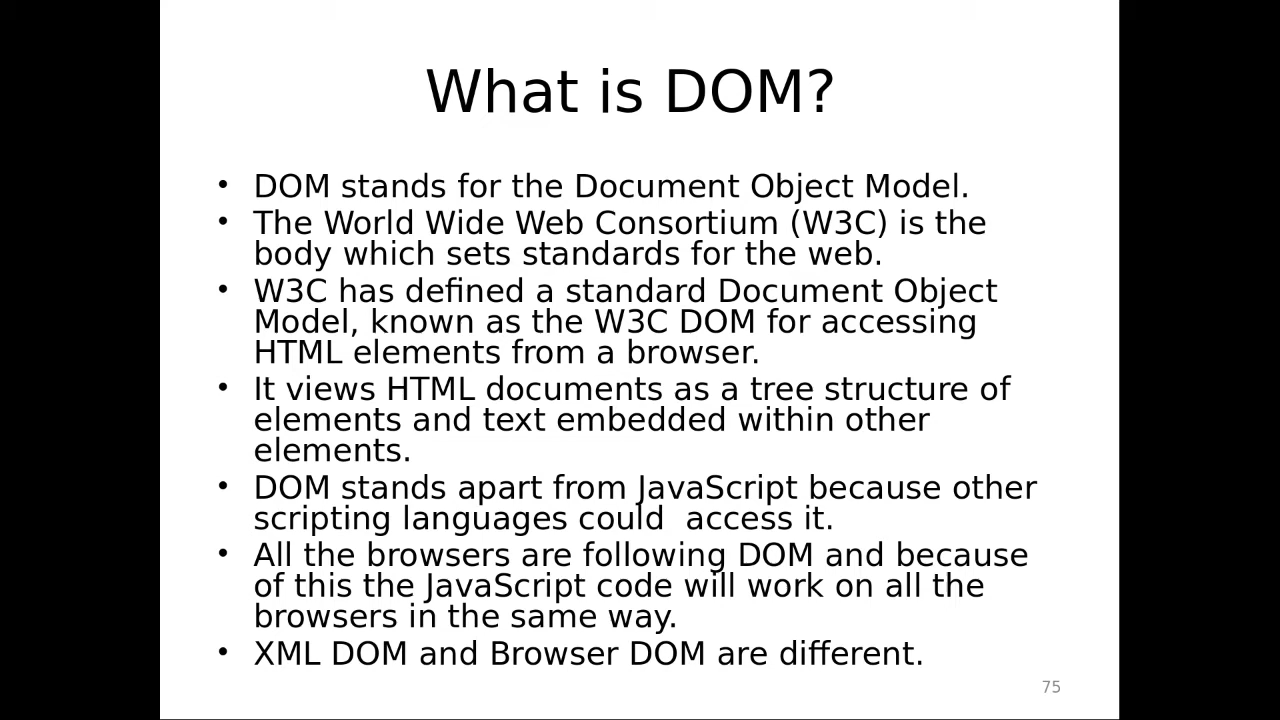 What is DOM?
• DOM stands for the Document Object Model.
• The World Wide Web Consortium (W3C) is the
body which sets standards for the web.
• W3C has defined a standard Document Object
Model, known as the W3C DOM for accessing
HTML elements from a browser.
• It views HTML documents as a tree structure of
elements and text embedded within other
elements.
• DOM stands apart from JavaScript because other
scripting languages could  access it.
• All the browsers are following DOM and because
of this the JavaScript code will work on all the
browsers in the same way.
• XML DOM and Browser DOM are different.
75